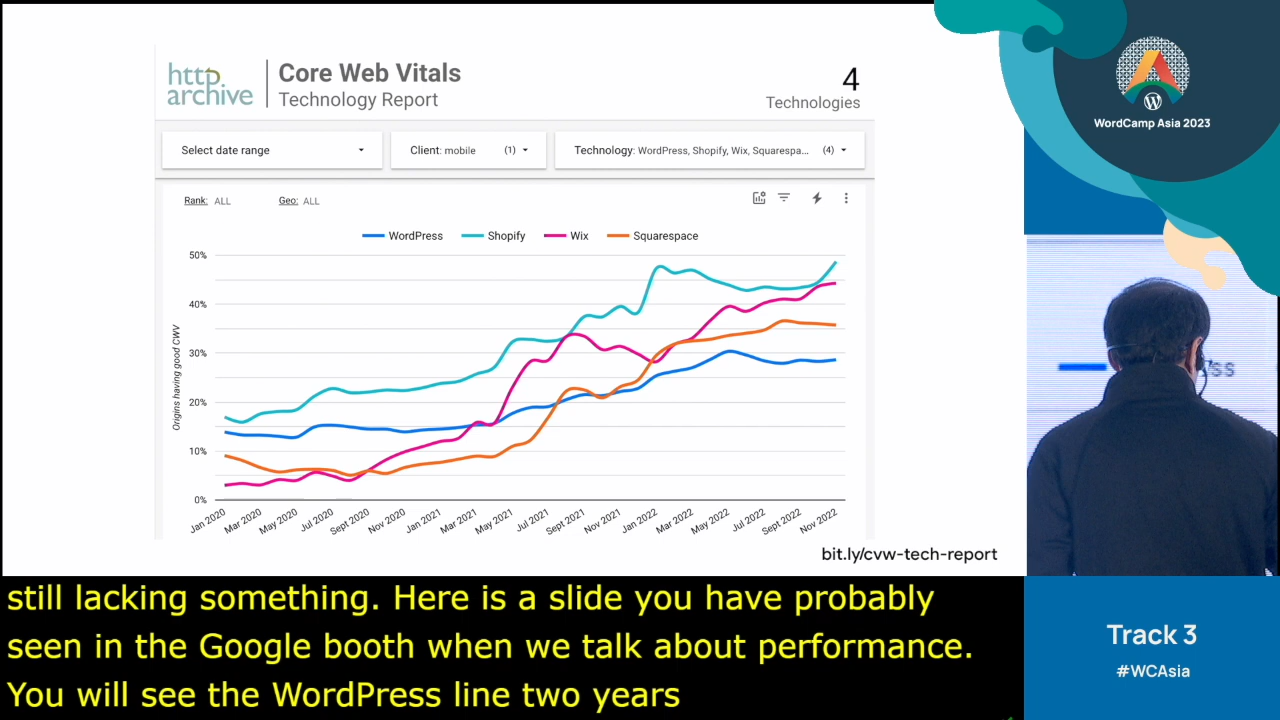 http
archive
Core Web Vitals
Technology Report
4
Technologies
Select date range
Client: mobile (1)
Technology: WordPress, Shopify, Wix, Squarespa... (4)
Rank: ALL Geo: ALL
WordPress Shopify Wix Squarespace
Origins having good CWV
50%
40%
30%
20%
10%
0%
Jan 2020 Mar 2020 May 2020 Jul 2020 Sept 2020 Nov 2020 Jan 2021 Mar 2021 May 2021 Jul 2021 Sept 2021 Nov 2021 Jan 2022 Mar 2022 May 2022 Jul 2022 Sept 2022 Nov 2022
bit.ly/cvw-tech-report
WordCamp Asia 2023
still lacking something. Here is a slide you have probably
seen in the Google booth when we talk about performance.
You will see the WordPress line two years
Track 3
#WCAsia